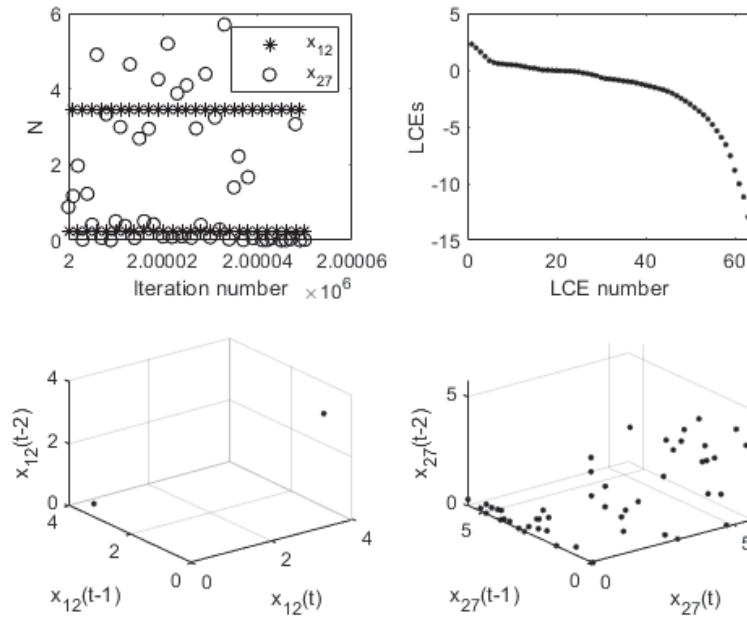 6
4
2
0
N
2
2.00002
2.00004
2.00006
Iteration number
×10^6
x_12
x_27
5
0
-5
-10
-15
LCEs
0
20
40
60
LCE number
4
2
0
x_12(t-2)
4
2
0
x_12(t-1)
0
2
4
x_12(t)
5
0
x_27(t-2)
5
0
x_27(t-1)
0
5
x_27(t)